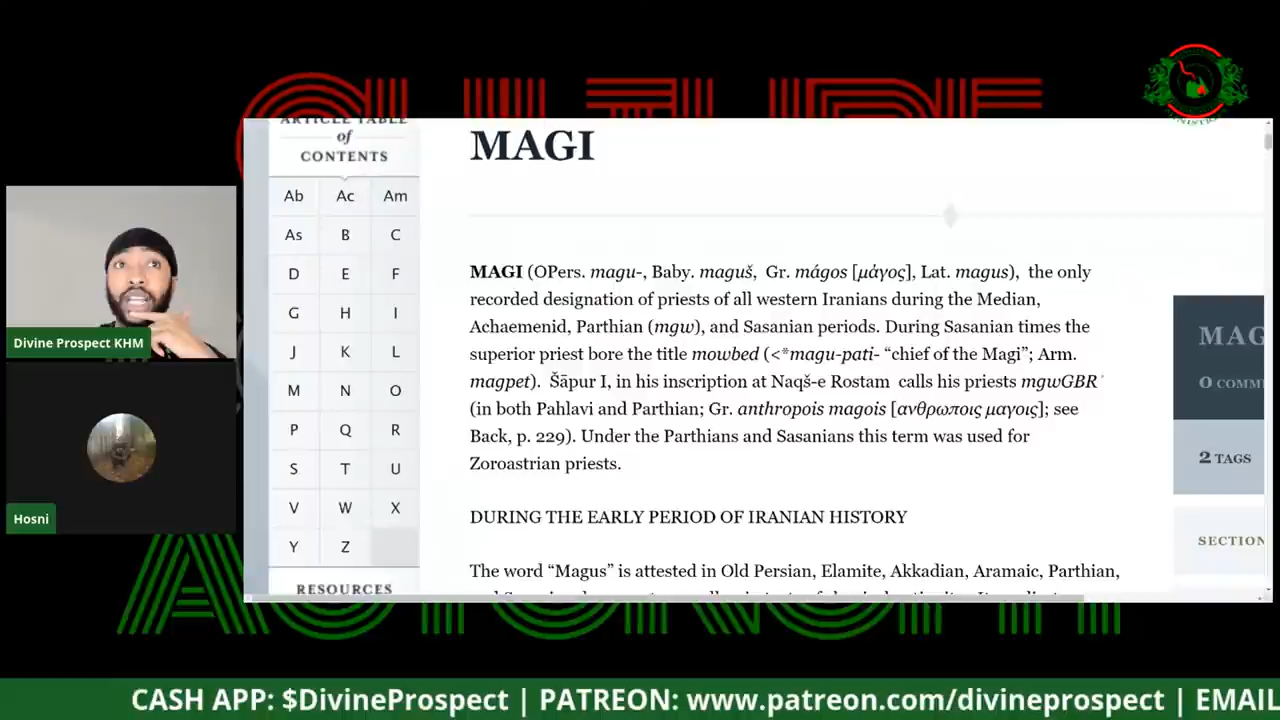 ARTICLE TABLE
of
CONTENTS
Ab Ac Am
As B C
D E F
G H I
J K L
M N O
P Q R
S T U
V W X
Y Z
RESOURCES
MAGI
MAGI (OPers. magu-, Baby. maguš, Gr. mágos [μάγος], Lat. magus), the only
recorded designation of priests of all western Iranians during the Median,
Achaemenid, Parthian (mgw), and Sasanian periods. During Sasanian times the
superior priest bore the title mowbed (<*magu-pati- “chief of the Magi”; Arm.
magpet). Šāpur I, in his inscription at Naqš-e Rostam calls his priests mgwGBR
(in both Pahlavi and Parthian; Gr. anthropois magois [ανθρωποις μαγοις]; see
Back, p. 229). Under the Parthians and Sasanians this term was used for
Zoroastrian priests.
DURING THE EARLY PERIOD OF IRANIAN HISTORY
The word “Magus” is attested in Old Persian, Elamite, Akkadian, Aramaic, Parthian,
MAG
0 COMM
2 TAGS
SECTION
Divine Prospect KHM
Hosni
CASH APP: $DivineProspect | PATREON: www.patreon.com/divineprospect | EMAIL